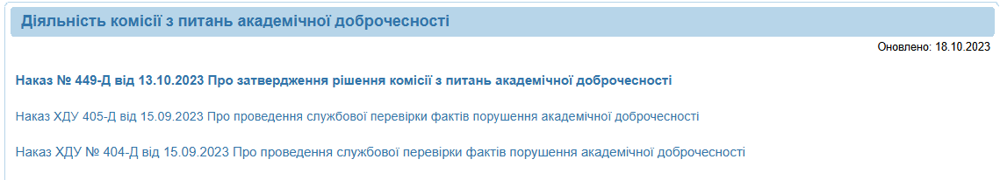 Діяльність комісії з питань академічної доброчесності
Оновлено: 18.10.2023
Наказ № 449-Д від 13.10.2023 Про затвердження рішення комісії з питань академічної доброчесності
Наказ ХДУ 405-Д від 15.09.2023 Про проведення службової перевірки фактів порушення академічної доброчесності
Наказ ХДУ № 404-Д від 15.09.2023 Про проведення службової перевірки фактів порушення академічної доброчесності